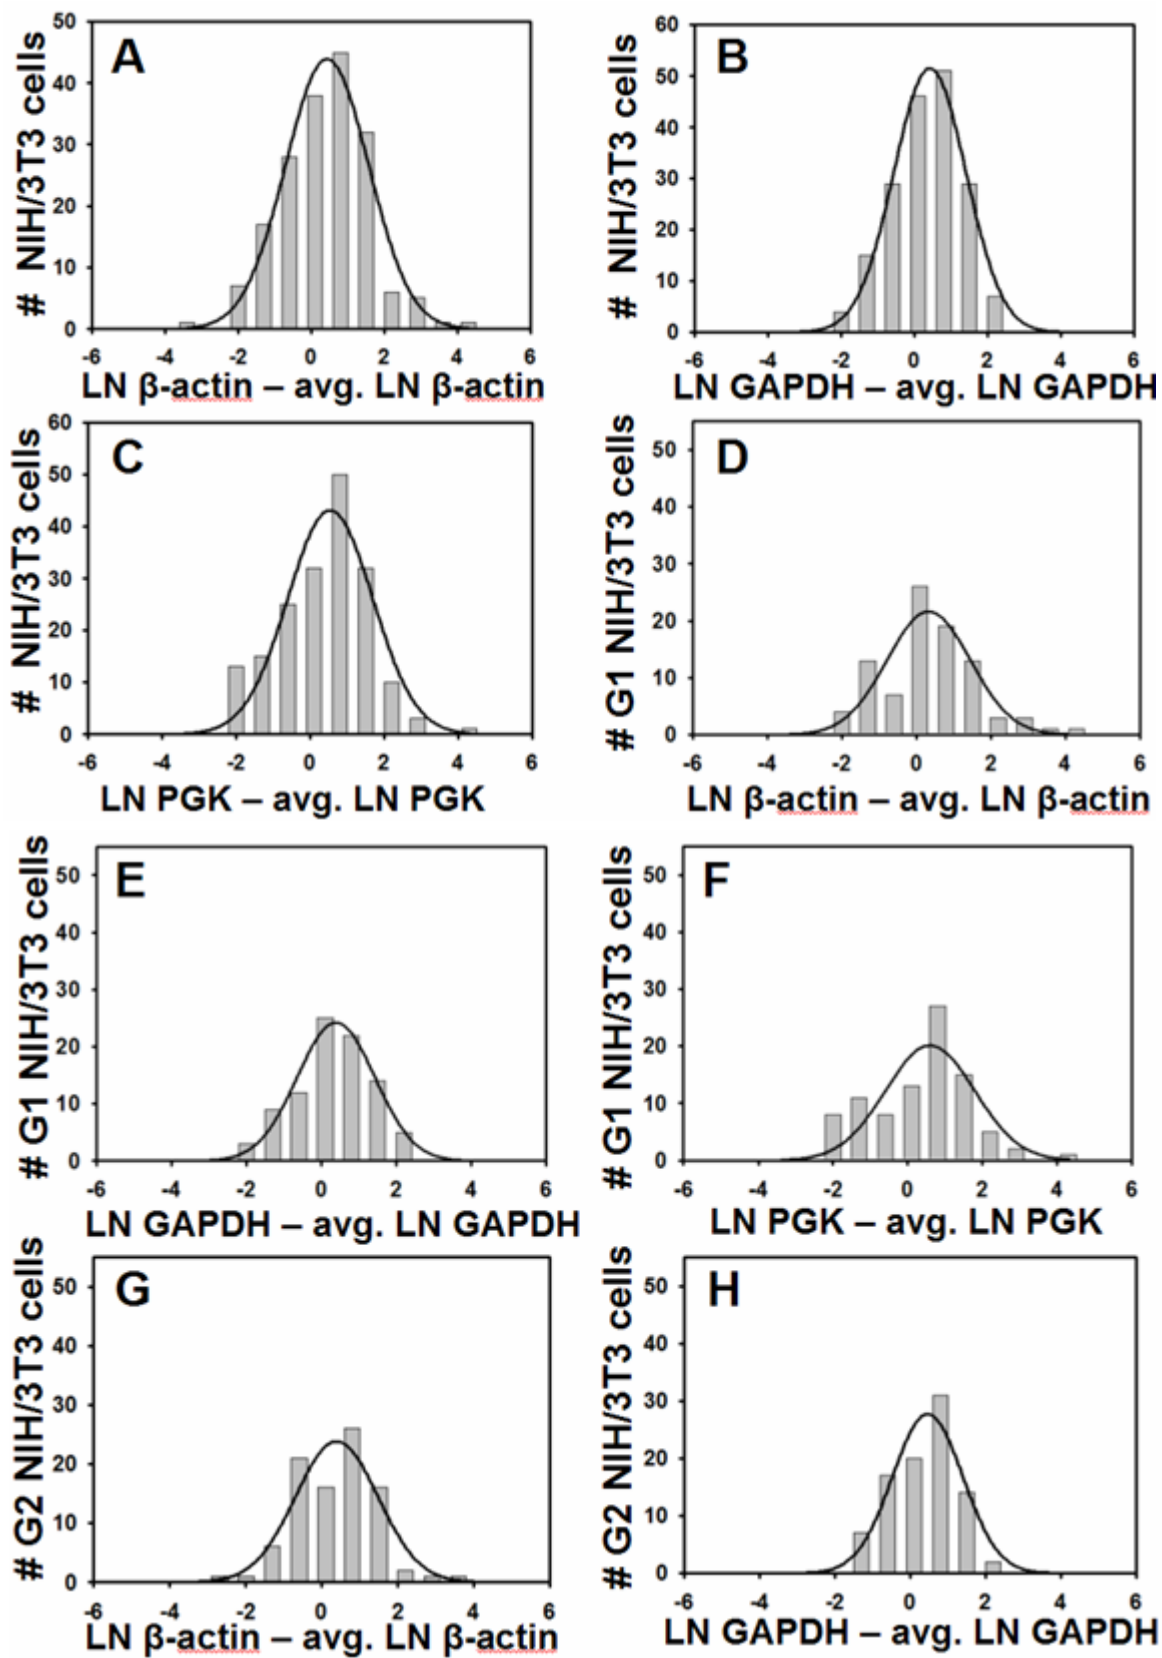 A
# NIH/3T3 cells
50
40
30
20
10
0
-6 -4 -2 0 2 4 6
LN β-actin – avg. LN β-actin
B
# NIH/3T3 cells
60
50
40
30
20
10
0
-6 -4 -2 0 2 4 6
LN GAPDH – avg. LN GAPDH
C
# NIH/3T3 cells
60
50
40
30
20
10
0
-6 -4 -2 0 2 4 6
LN PGK – avg. LN PGK
D
# G1 NIH/3T3 cells
50
40
30
20
10
0
-6 -4 -2 0 2 4 6
LN β-actin – avg. LN β-actin
E
# G1 NIH/3T3 cells
50
40
30
20
10
0
-6 -4 -2 0 2 4 6
LN GAPDH – avg. LN GAPDH
F
# G1 NIH/3T3 cells
50
40
30
20
10
0
-6 -4 -2 0 2 4 6
LN PGK – avg. LN PGK
G
# G2 NIH/3T3 cells
50
40
30
20
10
0
-6 -4 -2 0 2 4 6
LN β-actin – avg. LN β-actin
H
# G2 NIH/3T3 cells
50
40
30
20
10
0
-6 -4 -2 0 2 4 6
LN GAPDH – avg. LN GAPDH